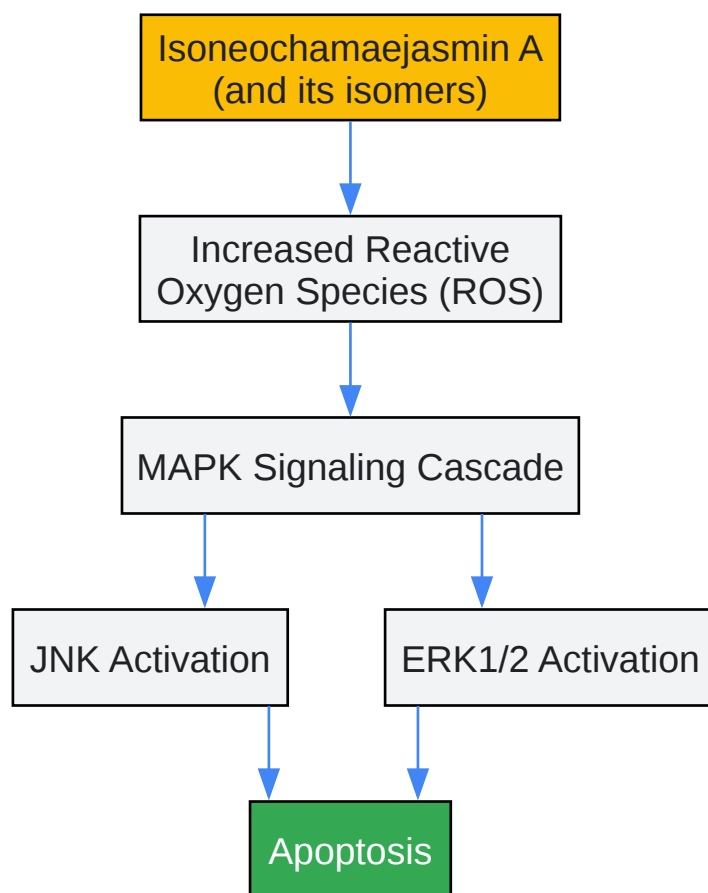 Isoneochamaejasmin A
(and its isomers)
Increased Reactive
Oxygen Species (ROS)
MAPK Signaling Cascade
JNK Activation
ERK1/2 Activation
Apoptosis